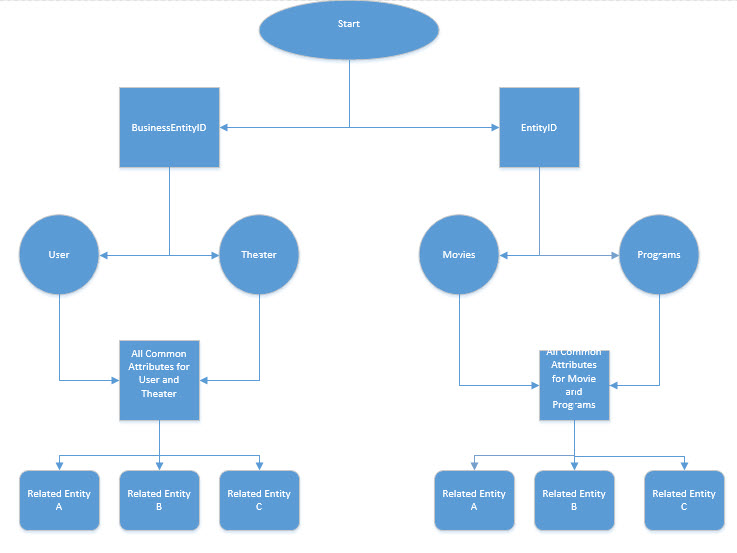 Start
BusinessEntityID
EntityID
User
Theater
Movies
Programs
All Common
Attributes for
User and
Theater
All Common
Attributes
for Movie
and
Programs
Related Entity
A
Related Entity
B
Related Entity
C
Related Entity
A
Related Entity
B
Related Entity
C